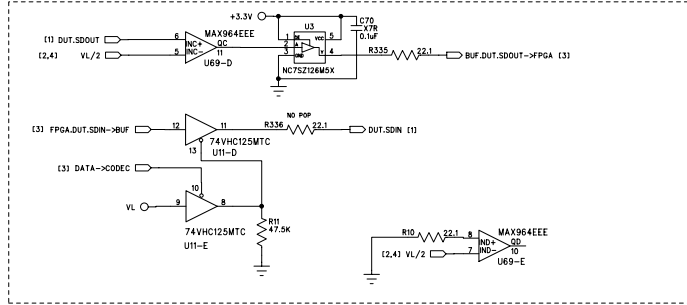 +3.3V
U3
C70
X7R
0.1uF
MAX964EEE
[1] DUT.SDOUT 6 INC+ QC 1 OE VCC 5
[2,4] VL/2 5 INC- 11 2 A Y 4 R335 22.1 BUF.DUT.SDOUT->FPGA [3]
3 GND
U69-D
NC7SZ126M5X
NO POP
[3] FPGA.DUT.SDIN->BUF 12 11 R336 22.1 DUT.SDIN [1]
13
74VHC125MTC
U11-D
[3] DATA->CODEC
10
VL 9 8
74VHC125MTC
U11-E
R11
47.5K
R10 22.1 8 IND+ QD
MAX964EEE
[2,4] VL/2 7 IND- 10
U69-E